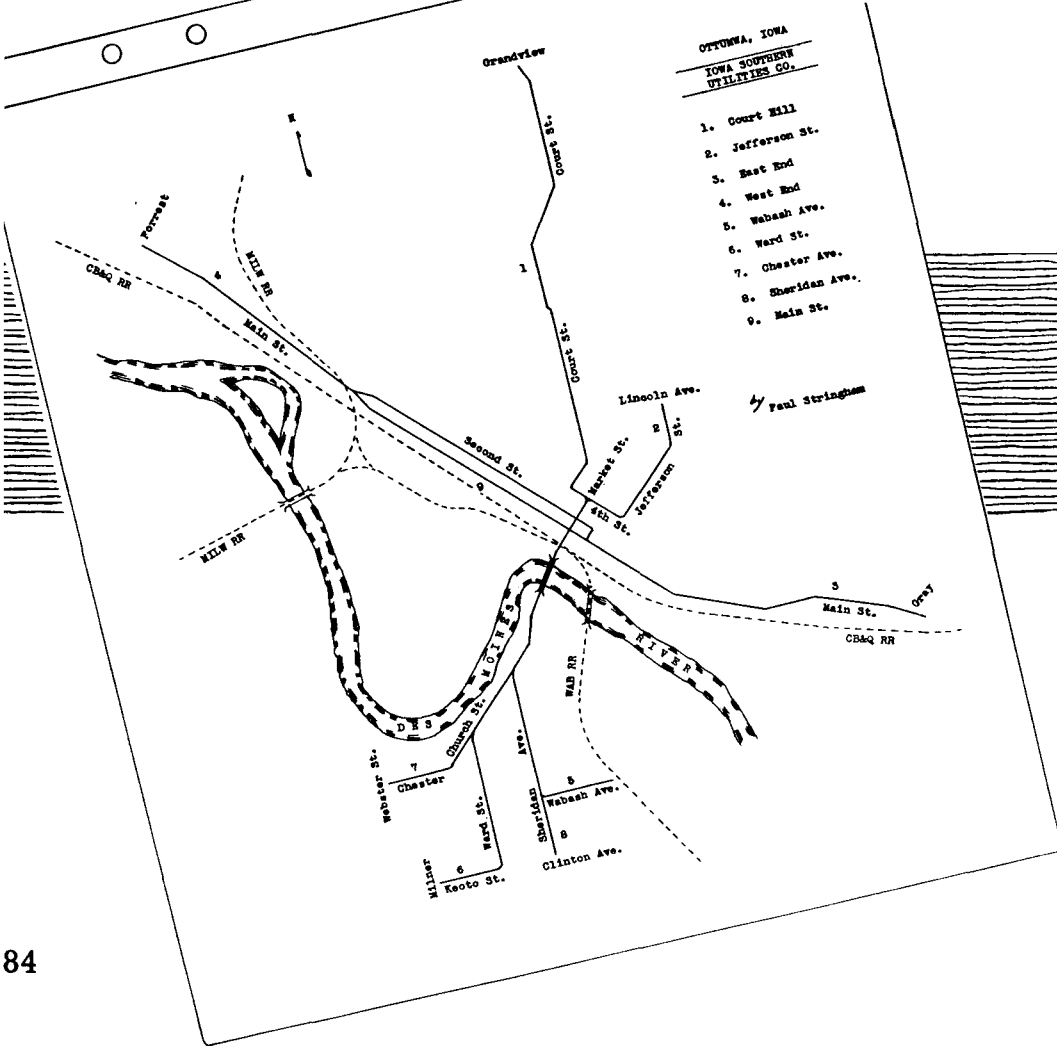 OTTUMWA, IOWA
IOWA SOUTHERN
UTILITIES CO.
1. Court Hill
2. Jefferson St.
3. East End
4. West End
5. Wabash Ave.
6. Ward St.
7. Chester Ave.
8. Sheridan Ave.
9. Main St.
by Paul Stringham
Grandview
N
Court St.
Forrest
4
MILW RR
CB&Q RR
Main St.
1
Court St.
Lincoln Ave.
2
St.
Jefferson
Market St.
4th St.
Second St.
9
MILW RR
3
Main St.
Gray
CB&Q RR
DES MOINES RIVER
WAB RR
Church St.
Webster St.
7
Chester
Ward St.
Sheridan Ave.
5
Wabash Ave.
8
Clinton Ave.
Milner
6
Keoto St.
84